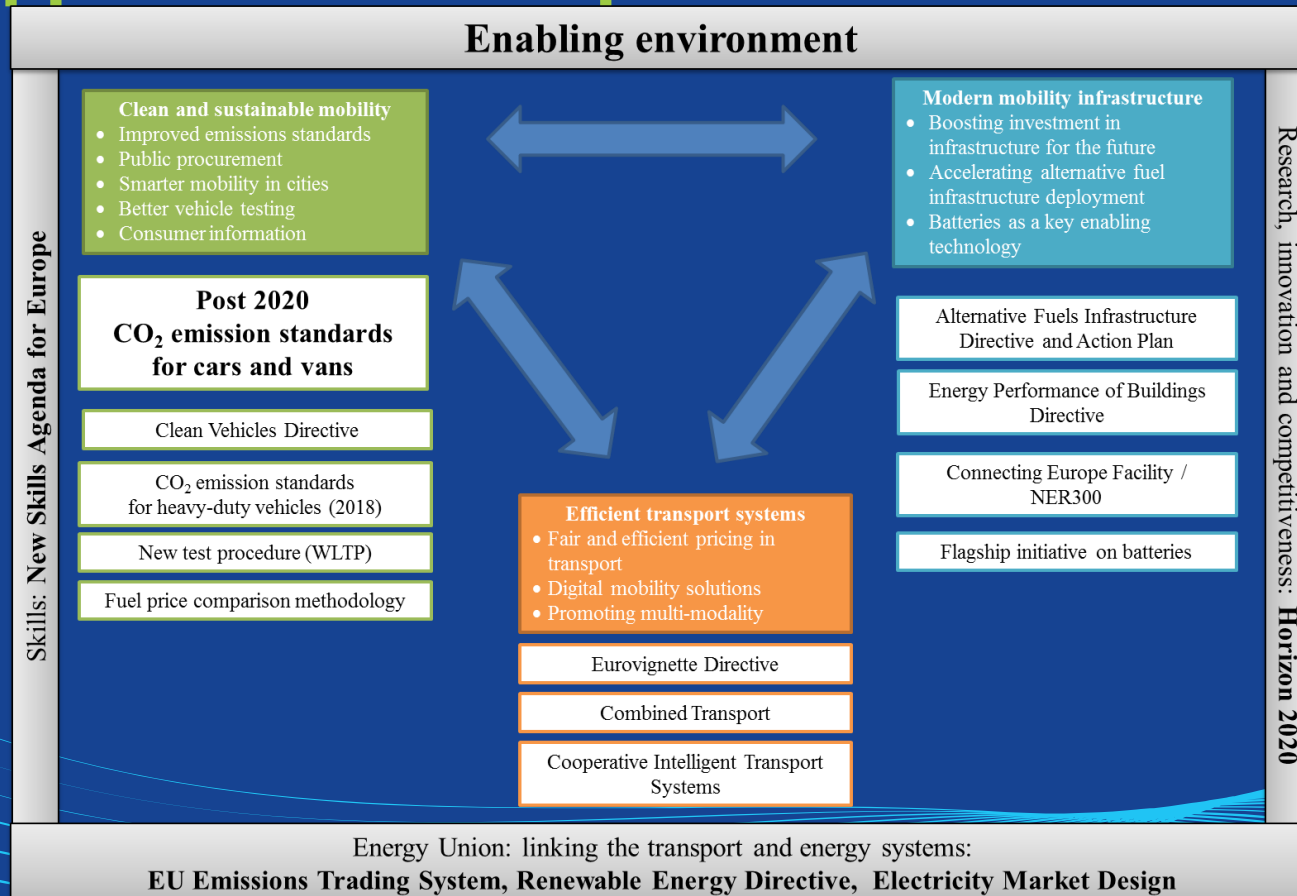 Enabling environment
Skills: New Skills Agenda for Europe
Clean and sustainable mobility
• Improved emissions standards
• Public procurement
• Smarter mobility in cities
• Better vehicle testing
• Consumer information
Post 2020
CO₂ emission standards
for cars and vans
Clean Vehicles Directive
CO₂ emission standards
for heavy-duty vehicles (2018)
New test procedure (WLTP)
Fuel price comparison methodology
Efficient transport systems
• Fair and efficient pricing in
transport
• Digital mobility solutions
• Promoting multi-modality
Eurovignette Directive
Combined Transport
Cooperative Intelligent Transport
Systems
Modern mobility infrastructure
• Boosting investment in
infrastructure for the future
• Accelerating alternative fuel
infrastructure deployment
• Batteries as a key enabling
technology
Alternative Fuels Infrastructure
Directive and Action Plan
Energy Performance of Buildings
Directive
Connecting Europe Facility /
NER300
Flagship initiative on batteries
Research, innovation and competitiveness: Horizon 2020
Energy Union: linking the transport and energy systems:
EU Emissions Trading System, Renewable Energy Directive, Electricity Market Design